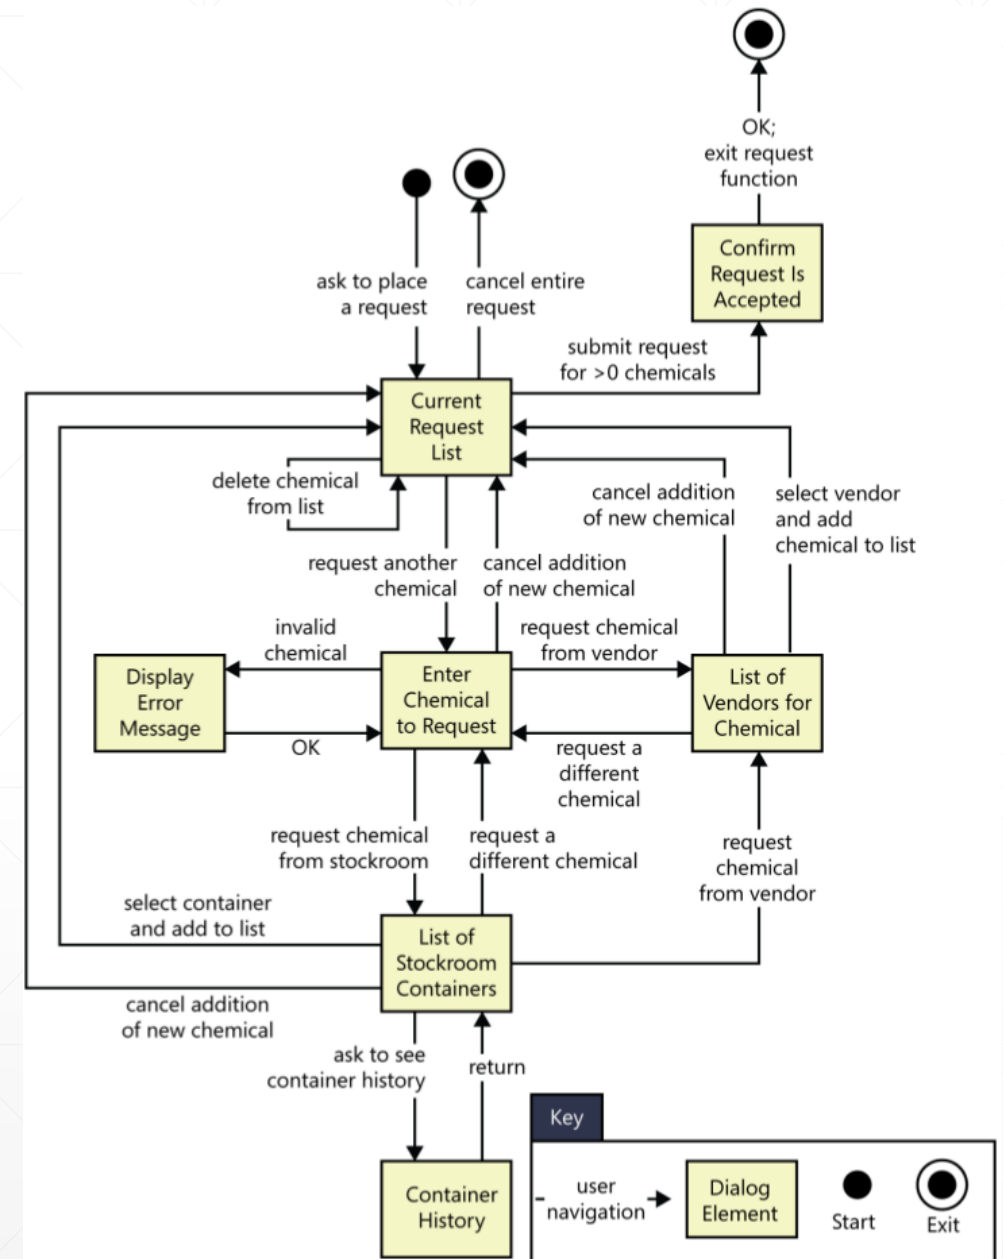 OK;
exit request
function
ask to place
a request
cancel entire
request
Confirm
Request Is
Accepted
submit request
for >0 chemicals
Current
Request
List
delete chemical
from list
cancel addition
of new chemical
select vendor
and add
chemical to list
request another
chemical
cancel addition
of new chemical
invalid
chemical
request chemical
from vendor
Display
Error
Message
Enter
Chemical
to Request
List of
Vendors for
Chemical
OK
request a
different
chemical
request chemical
from stockroom
request a
different chemical
request
chemical
from vendor
select container
and add to list
List of
Stockroom
Containers
cancel addition
of new chemical
ask to see
container history
return
Container
History
Key
user
navigation
Dialog
Element
Start
Exit